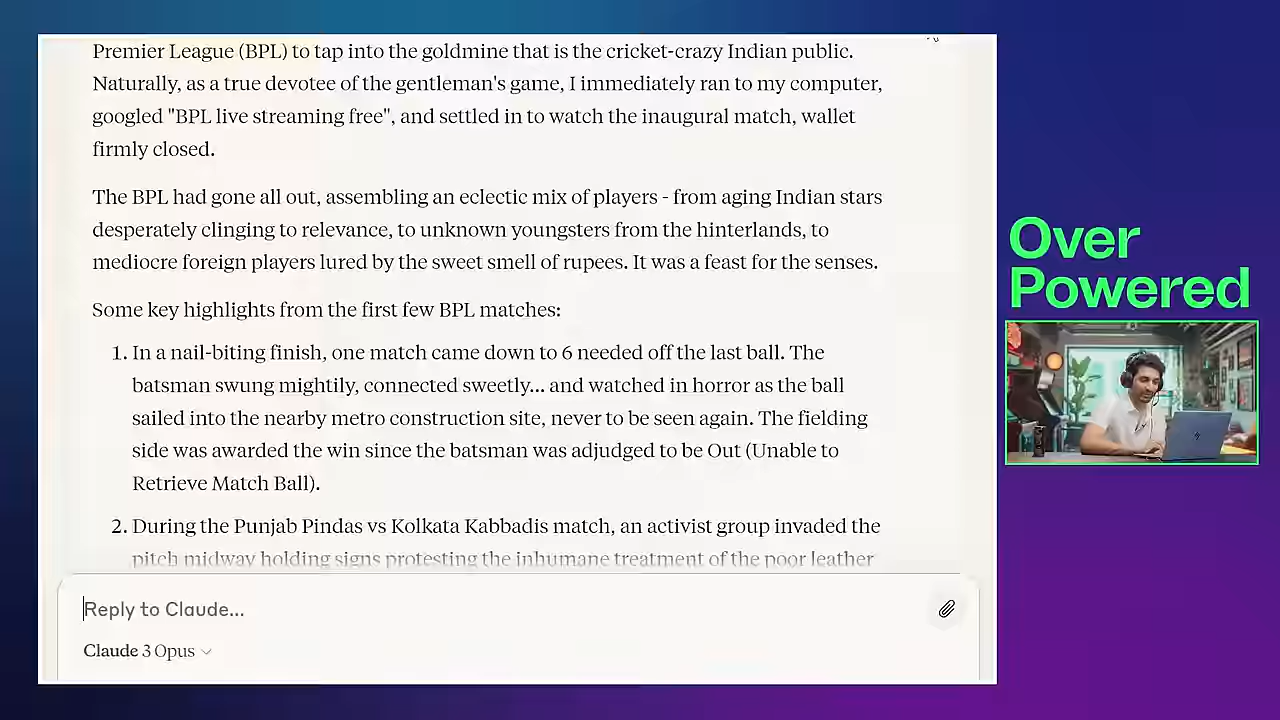 Premier League (BPL) to tap into the goldmine that is the cricket-crazy Indian public.
Naturally, as a true devotee of the gentleman's game, I immediately ran to my computer,
googled "BPL live streaming free", and settled in to watch the inaugural match, wallet
firmly closed.
The BPL had gone all out, assembling an eclectic mix of players - from aging Indian stars
desperately clinging to relevance, to unknown youngsters from the hinterlands, to
mediocre foreign players lured by the sweet smell of rupees. It was a feast for the senses.
Some key highlights from the first few BPL matches:
1. In a nail-biting finish, one match came down to 6 needed off the last ball. The
batsman swung mightily, connected sweetly... and watched in horror as the ball
sailed into the nearby metro construction site, never to be seen again. The fielding
side was awarded the win since the batsman was adjudged to be Out (Unable to
Retrieve Match Ball).
2. During the Punjab Pindas vs Kolkata Kabbadis match, an activist group invaded the
pitch midway holding signs protesting the inhumane treatment of the poor leather
Reply to Claude...
Claude 3 Opus
Over
Powered